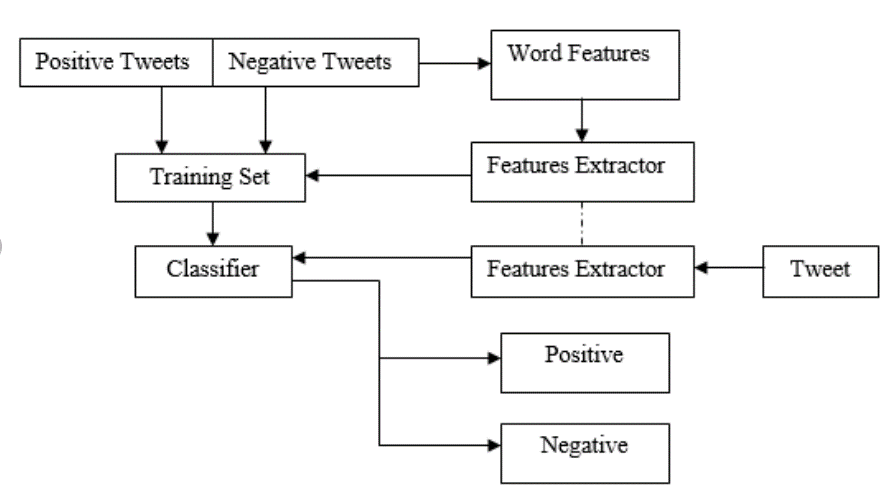 Positive Tweets
Negative Tweets
Word Features
Training Set
Features Extractor
Classifier
Features Extractor
Tweet
Positive
Negative